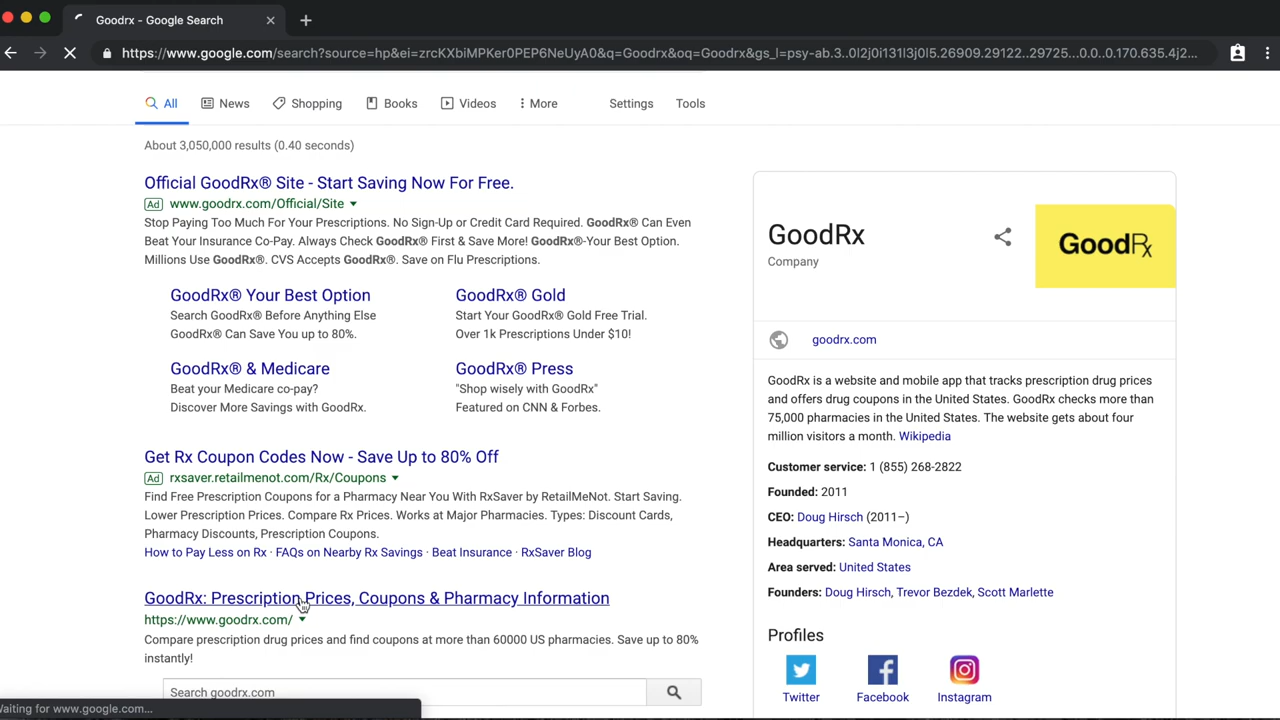 Goodrx - Google Search
https://www.google.com/search?source=hp&ei=zrcKXbiMPKer0PEP6NeUyA0&q=Goodrx&oq=Goodrx&gs_l=psy-ab.3..0l2j0i131l3j0l5.26909.29122..29725...0.0..0.170.635.4j2...
All
News
Shopping
Books
Videos
More
Settings
Tools
About 3,050,000 results (0.40 seconds)
Official GoodRx® Site - Start Saving Now For Free.
Ad www.goodrx.com/Official/Site
Stop Paying Too Much For Your Prescriptions. No Sign-Up or Credit Card Required. GoodRx® Can Even
Beat Your Insurance Co-Pay. Always Check GoodRx® First & Save More! GoodRx®-Your Best Option.
Millions Use GoodRx®. CVS Accepts GoodRx®. Save on Flu Prescriptions.
GoodRx® Your Best Option
Search GoodRx® Before Anything Else
GoodRx® Can Save You up to 80%.
GoodRx® Gold
Start Your GoodRx® Gold Free Trial.
Over 1k Prescriptions Under $10!
GoodRx® & Medicare
Beat your Medicare co-pay?
Discover More Savings with GoodRx.
GoodRx® Press
"Shop wisely with GoodRx"
Featured on CNN & Forbes.
Get Rx Coupon Codes Now - Save Up to 80% Off
Ad rxsaver.retailmenot.com/Rx/Coupons
Find Free Prescription Coupons for a Pharmacy Near You With RxSaver by RetailMeNot. Start Saving.
Lower Prescription Prices. Compare Rx Prices. Works at Major Pharmacies. Types: Discount Cards,
Pharmacy Discounts, Prescription Coupons.
How to Pay Less on Rx · FAQs on Nearby Rx Savings · Beat Insurance · RxSaver Blog
GoodRx: Prescription Prices, Coupons & Pharmacy Information
https://www.goodrx.com/
Compare prescription drug prices and find coupons at more than 60000 US pharmacies. Save up to 80%
instantly!
Search goodrx.com
Waiting for www.google.com...
GoodRx
Company
GoodRx
goodrx.com
GoodRx is a website and mobile app that tracks prescription drug prices
and offers drug coupons in the United States. GoodRx checks more than
75,000 pharmacies in the United States. The website gets about four
million visitors a month. Wikipedia
Customer service: 1 (855) 268-2822
Founded: 2011
CEO: Doug Hirsch (2011–)
Headquarters: Santa Monica, CA
Area served: United States
Founders: Doug Hirsch, Trevor Bezdek, Scott Marlette
Profiles
Twitter
Facebook
Instagram